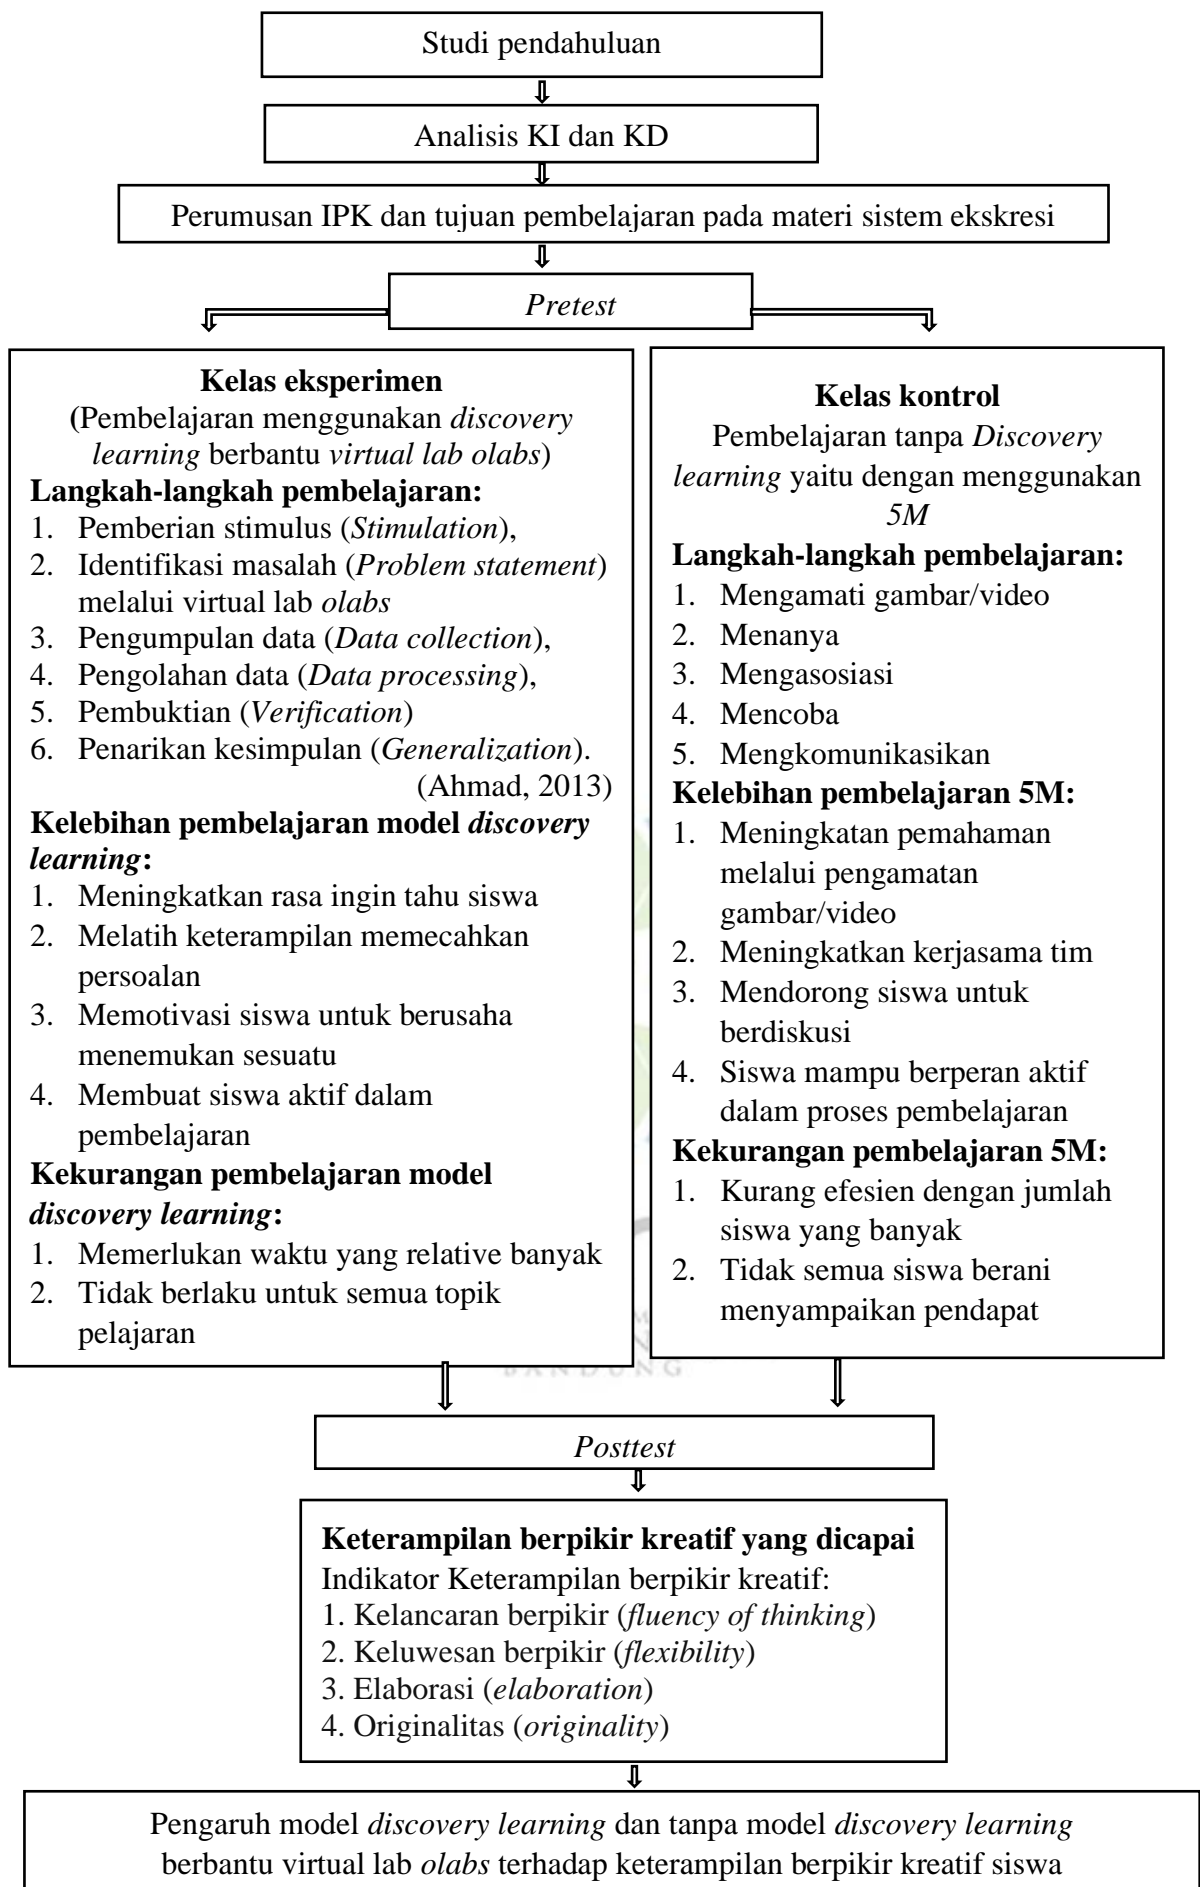 Studi pendahuluan
Analisis KI dan KD
Perumusan IPK dan tujuan pembelajaran pada materi sistem ekskresi
Pretest
Kelas eksperimen
(Pembelajaran menggunakan discovery
learning berbantu virtual lab olabs)
Langkah-langkah pembelajaran:
1. Pemberian stimulus (Stimulation),
2. Identifikasi masalah (Problem statement)
melalui virtual lab olabs
3. Pengumpulan data (Data collection),
4. Pengolahan data (Data processing),
5. Pembuktian (Verification)
6. Penarikan kesimpulan (Generalization).
(Ahmad, 2013)
Kelebihan pembelajaran model discovery
learning:
1. Meningkatkan rasa ingin tahu siswa
2. Melatih keterampilan memecahkan
persoalan
3. Memotivasi siswa untuk berusaha
menemukan sesuatu
4. Membuat siswa aktif dalam
pembelajaran
Kekurangan pembelajaran model
discovery learning:
1. Memerlukan waktu yang relative banyak
2. Tidak berlaku untuk semua topik
pelajaran
Kelas kontrol
Pembelajaran tanpa Discovery
learning yaitu dengan menggunakan
5M
Langkah-langkah pembelajaran:
1. Mengamati gambar/video
2. Menanya
3. Mengasosiasi
4. Mencoba
5. Mengkomunikasikan
Kelebihan pembelajaran 5M:
1. Meningkatan pemahaman
melalui pengamatan
gambar/video
2. Meningkatkan kerjasama tim
3. Mendorong siswa untuk
berdiskusi
4. Siswa mampu berperan aktif
dalam proses pembelajaran
Kekurangan pembelajaran 5M:
1. Kurang efesien dengan jumlah
siswa yang banyak
2. Tidak semua siswa berani
menyampaikan pendapat
BANDUNG
Posttest
Keterampilan berpikir kreatif yang dicapai
Indikator Keterampilan berpikir kreatif:
1. Kelancaran berpikir (fluency of thinking)
2. Keluwesan berpikir (flexibility)
3. Elaborasi (elaboration)
4. Originalitas (originality)
Pengaruh model discovery learning dan tanpa model discovery learning
berbantu virtual lab olabs terhadap keterampilan berpikir kreatif siswa